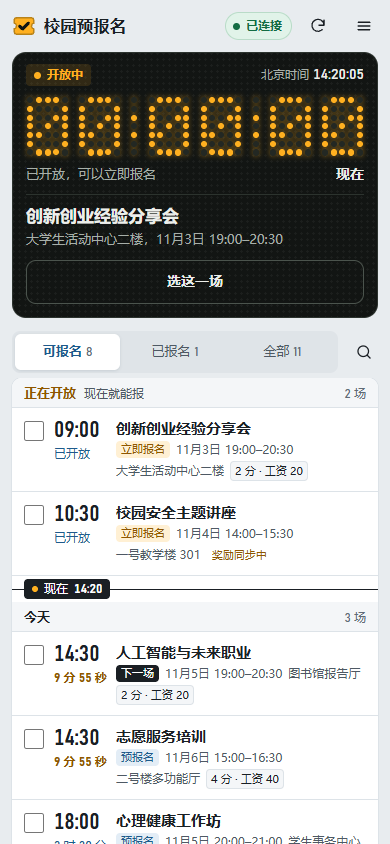 校园预报名
已连接
开放中
北京时间 14:20:05
00:00:00
已开放，可以立即报名
现在
创新创业经验分享会
大学生活动中心二楼，11月3日 19:00–20:30
选这一场
可报名 8
已报名 1
全部 11
正在开放 现在就能报
2 场
09:00
已开放
创新创业经验分享会
立即报名 11月3日 19:00–20:30
大学生活动中心二楼 2 分 · 工资 20
10:30
已开放
校园安全主题讲座
立即报名 11月4日 14:00–15:30
一号教学楼 301 奖励同步中
现在 14:20
今天
3 场
14:30
9 分 55 秒
人工智能与未来职业
下一场 11月5日 19:00–20:30 图书馆报告厅
2 分 · 工资 20
14:30
9 分 55 秒
志愿服务培训
预报名 11月6日 15:00–16:30
二号楼多功能厅 4 分 · 工资 40
18:00
心理健康工作坊
预报名 11月5日 20:00–21:00 学生事务中心